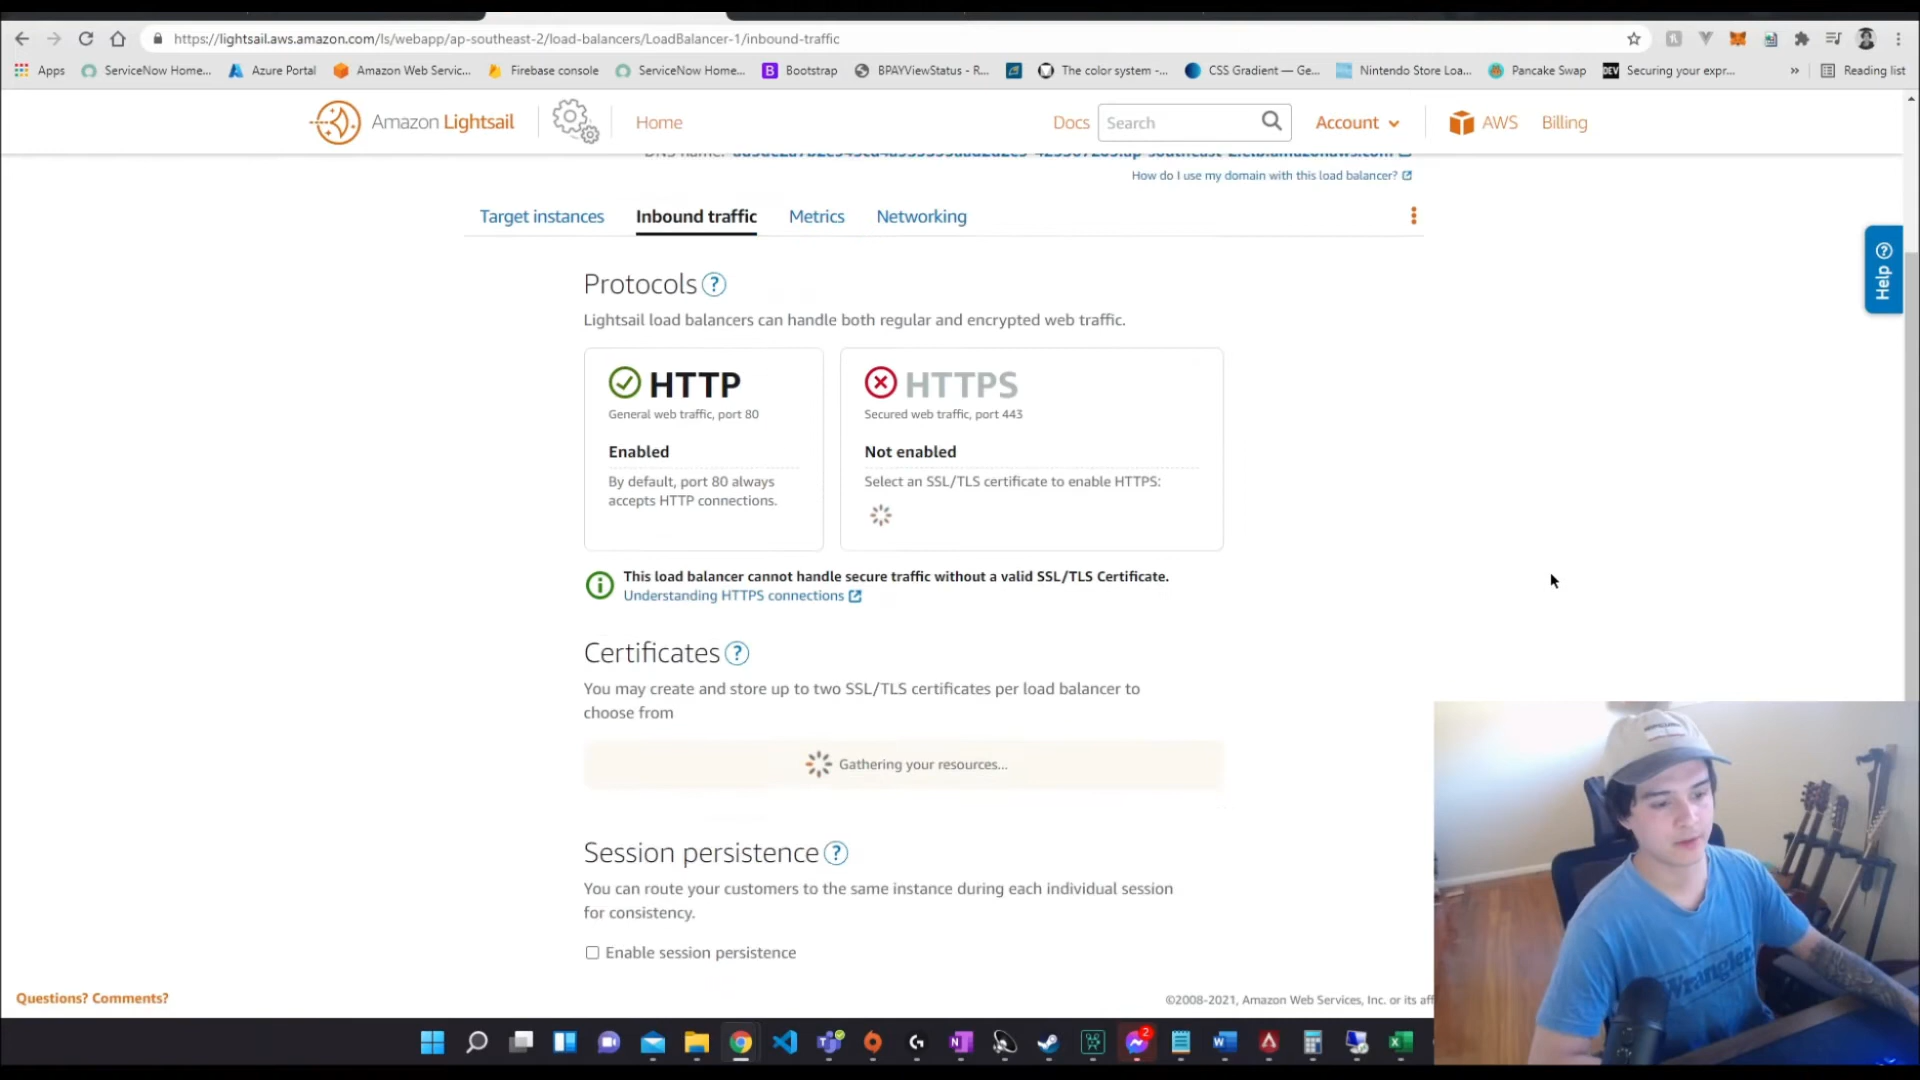 https://lightsail.aws.amazon.com/ls/webapp/ap-southeast-2/load-balancers/LoadBalancer-1/inbound-traffic
Apps ServiceNow Home... Azure Portal Amazon Web Servic... Firebase console ServiceNow Home... Bootstrap BPAYViewStatus - R... The color system -... CSS Gradient — Ge... Nintendo Store Loa... Pancake Swap DEV Securing your expr... » Reading list
Amazon Lightsail Home Docs Search Account AWS Billing
DNS name:
How do I use my domain with this load balancer?
Target instances Inbound traffic Metrics Networking
Help
Protocols ?
Lightsail load balancers can handle both regular and encrypted web traffic.
HTTP
General web traffic, port 80
Enabled
By default, port 80 always
accepts HTTP connections.
HTTPS
Secured web traffic, port 443
Not enabled
Select an SSL/TLS certificate to enable HTTPS:
This load balancer cannot handle secure traffic without a valid SSL/TLS Certificate.
Understanding HTTPS connections
Certificates ?
You may create and store up to two SSL/TLS certificates per load balancer to
choose from
Gathering your resources...
Session persistence ?
You can route your customers to the same instance during each individual session
for consistency.
Enable session persistence
Questions? Comments?
©2008-2021, Amazon Web Services, Inc. or its aff
2
Wrangler